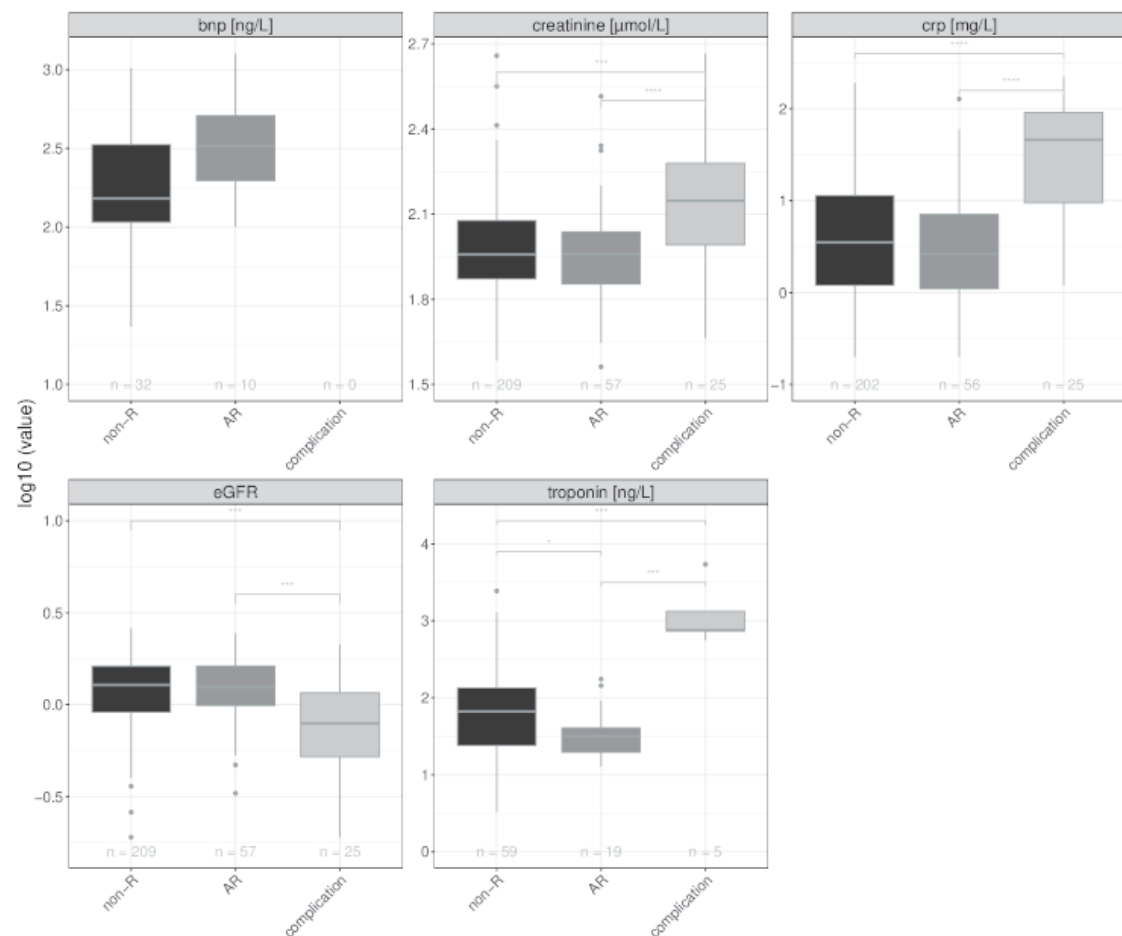 bnp [ng/L]
creatinine [µmol/L]
crp [mg/L]
log10 (value)
3.0
2.5
2.0
1.5
1.0
n = 32
n = 10
n = 0
non-R
AR
complication
2.7
2.4
2.1
1.8
1.5
***
****
n = 209
n = 57
n = 25
non-R
AR
complication
2
1
0
−1
****
****
n = 202
n = 56
n = 25
non-R
AR
complication
eGFR
troponin [ng/L]
1.0
0.5
0.0
−0.5
***
***
n = 209
n = 57
n = 25
non-R
AR
complication
4
3
2
1
0
***
*
***
n = 59
n = 19
n = 5
non-R
AR
complication